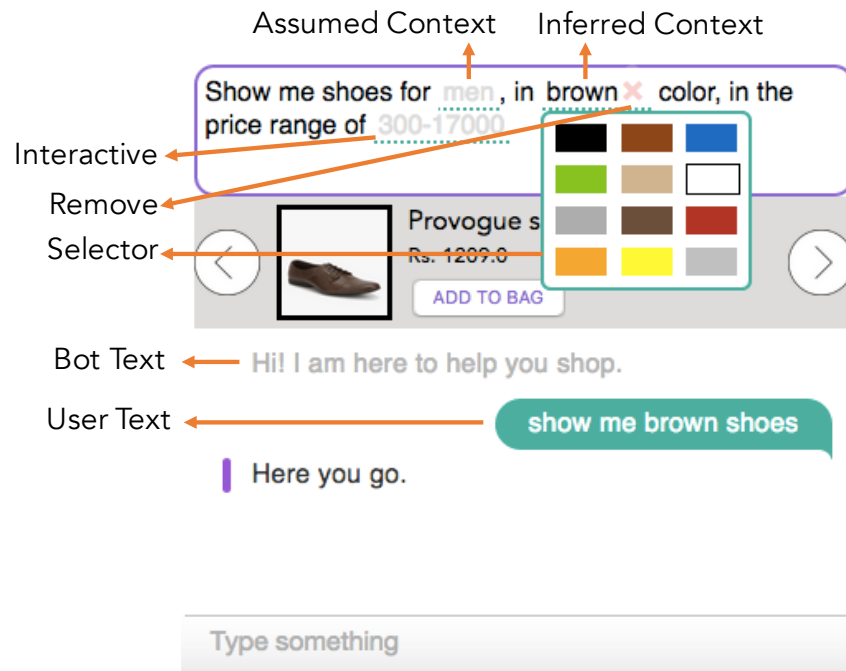 Assumed Context Inferred Context
Show me shoes for men, in brown color, in the
price range of 300-17000
Interactive
Remove
Selector
Provogue s
Rs. 1209.0
ADD TO BAG
Bot Text
Hi! I am here to help you shop.
User Text
show me brown shoes
Here you go.
Type something